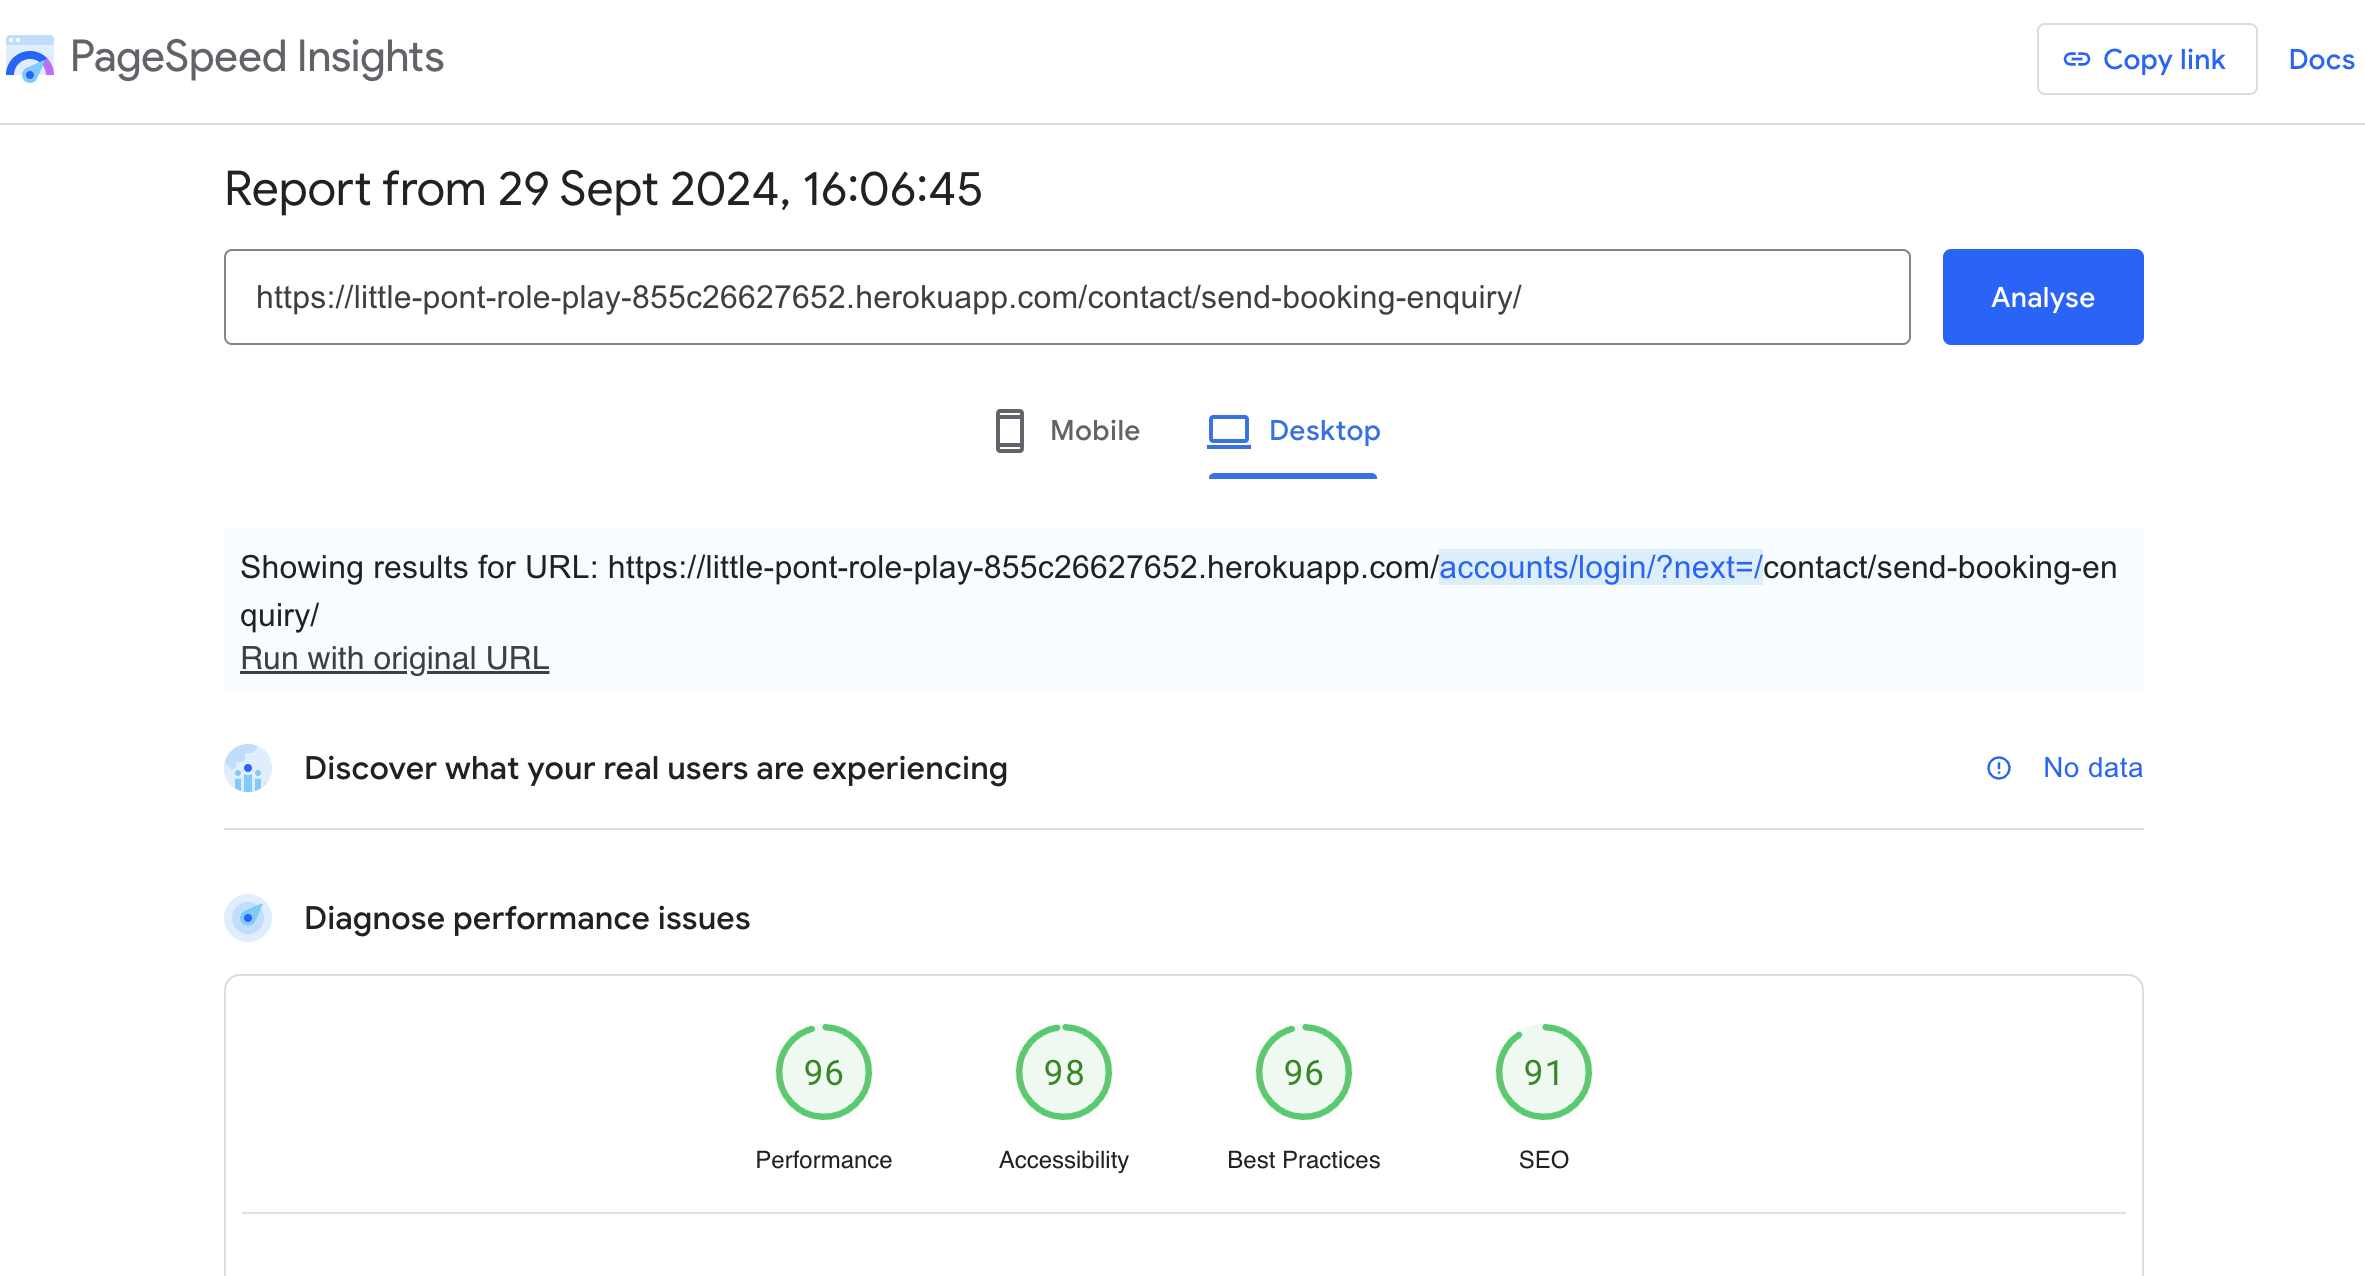 PageSpeed Insights
Copy link
Docs
Report from 29 Sept 2024, 16:06:45
https://little-pont-role-play-855c26627652.herokuapp.com/contact/send-booking-enquiry/
Analyse
Mobile
Desktop
Showing results for URL: https://little-pont-role-play-855c26627652.herokuapp.com/accounts/login/?next=/contact/send-booking-en
quiry/
Run with original URL
Discover what your real users are experiencing
No data
Diagnose performance issues
96
98
96
91
Performance
Accessibility
Best Practices
SEO